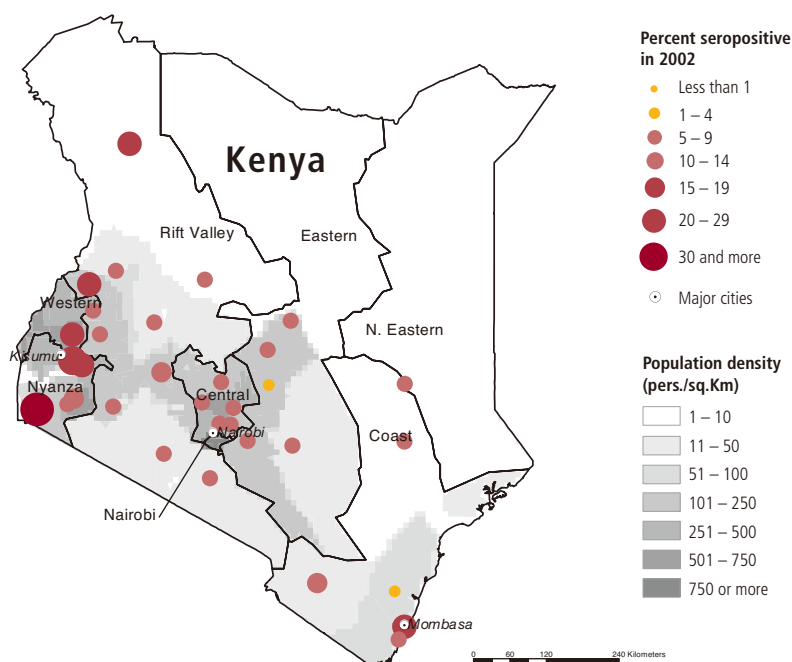 Kenya
Rift Valley
Eastern
Western
N. Eastern
Kisumu
Nyanza
Central
Nairobi
Coast
Nairobi
Mombasa
0 60 120 240 Kilometers
Percent seropositive
in 2002
Less than 1
1 – 4
5 – 9
10 – 14
15 – 19
20 – 29
30 and more
Major cities
Population density
(pers./sq.Km)
1 – 10
11 – 50
51 – 100
101 – 250
251 – 500
501 – 750
750 or more